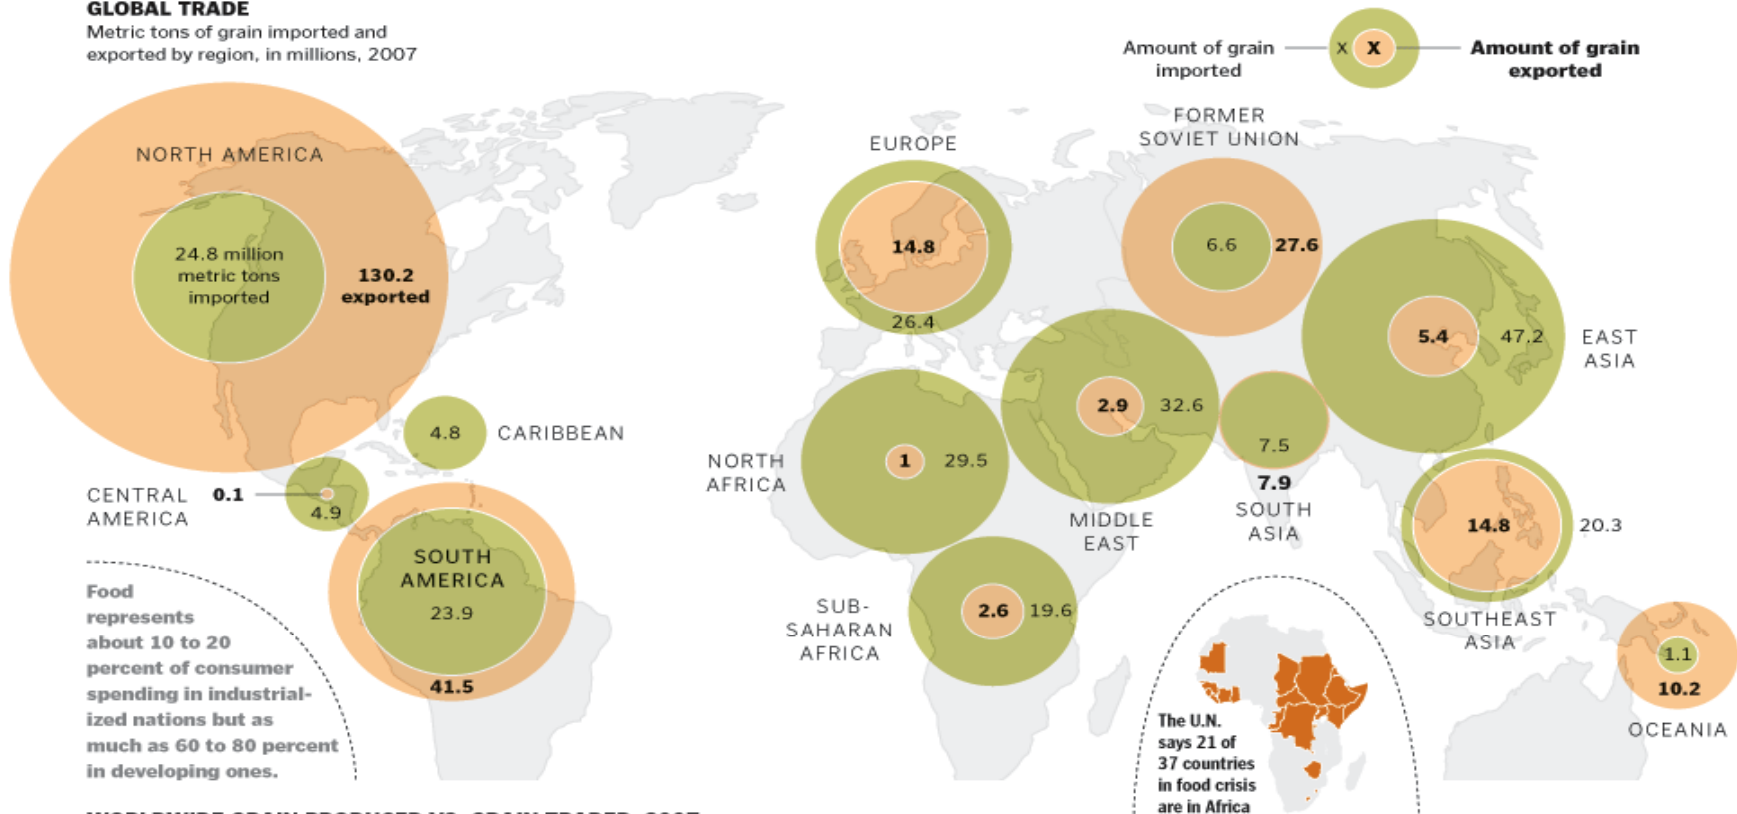 GLOBAL TRADE
Metric tons of grain imported and
exported by region, in millions, 2007
Amount of grain
imported
X
X
Amount of grain
exported
NORTH AMERICA
24.8 million
metric tons
imported
130.2
exported
EUROPE
14.8
26.4
FORMER
SOVIET UNION
6.6
27.6
5.4
47.2
EAST
ASIA
4.8
CARIBBEAN
CENTRAL
AMERICA
0.1
4.9
SOUTH
AMERICA
23.9
41.5
NORTH
AFRICA
1
29.5
2.9
32.6
MIDDLE
EAST
7.5
7.9
SOUTH
ASIA
14.8
20.3
SOUTHEAST
ASIA
SUB-
SAHARAN
AFRICA
2.6
19.6
1.1
10.2
OCEANIA
Food
represents
about 10 to 20
percent of consumer
spending in industrial-
ized nations but as
much as 60 to 80 percent
in developing ones.
The U.N.
says 21 of
37 countries
in food crisis
are in Africa
WORLDWIDE GRAIN PRODUCED VS. GRAIN TRADED, 2007